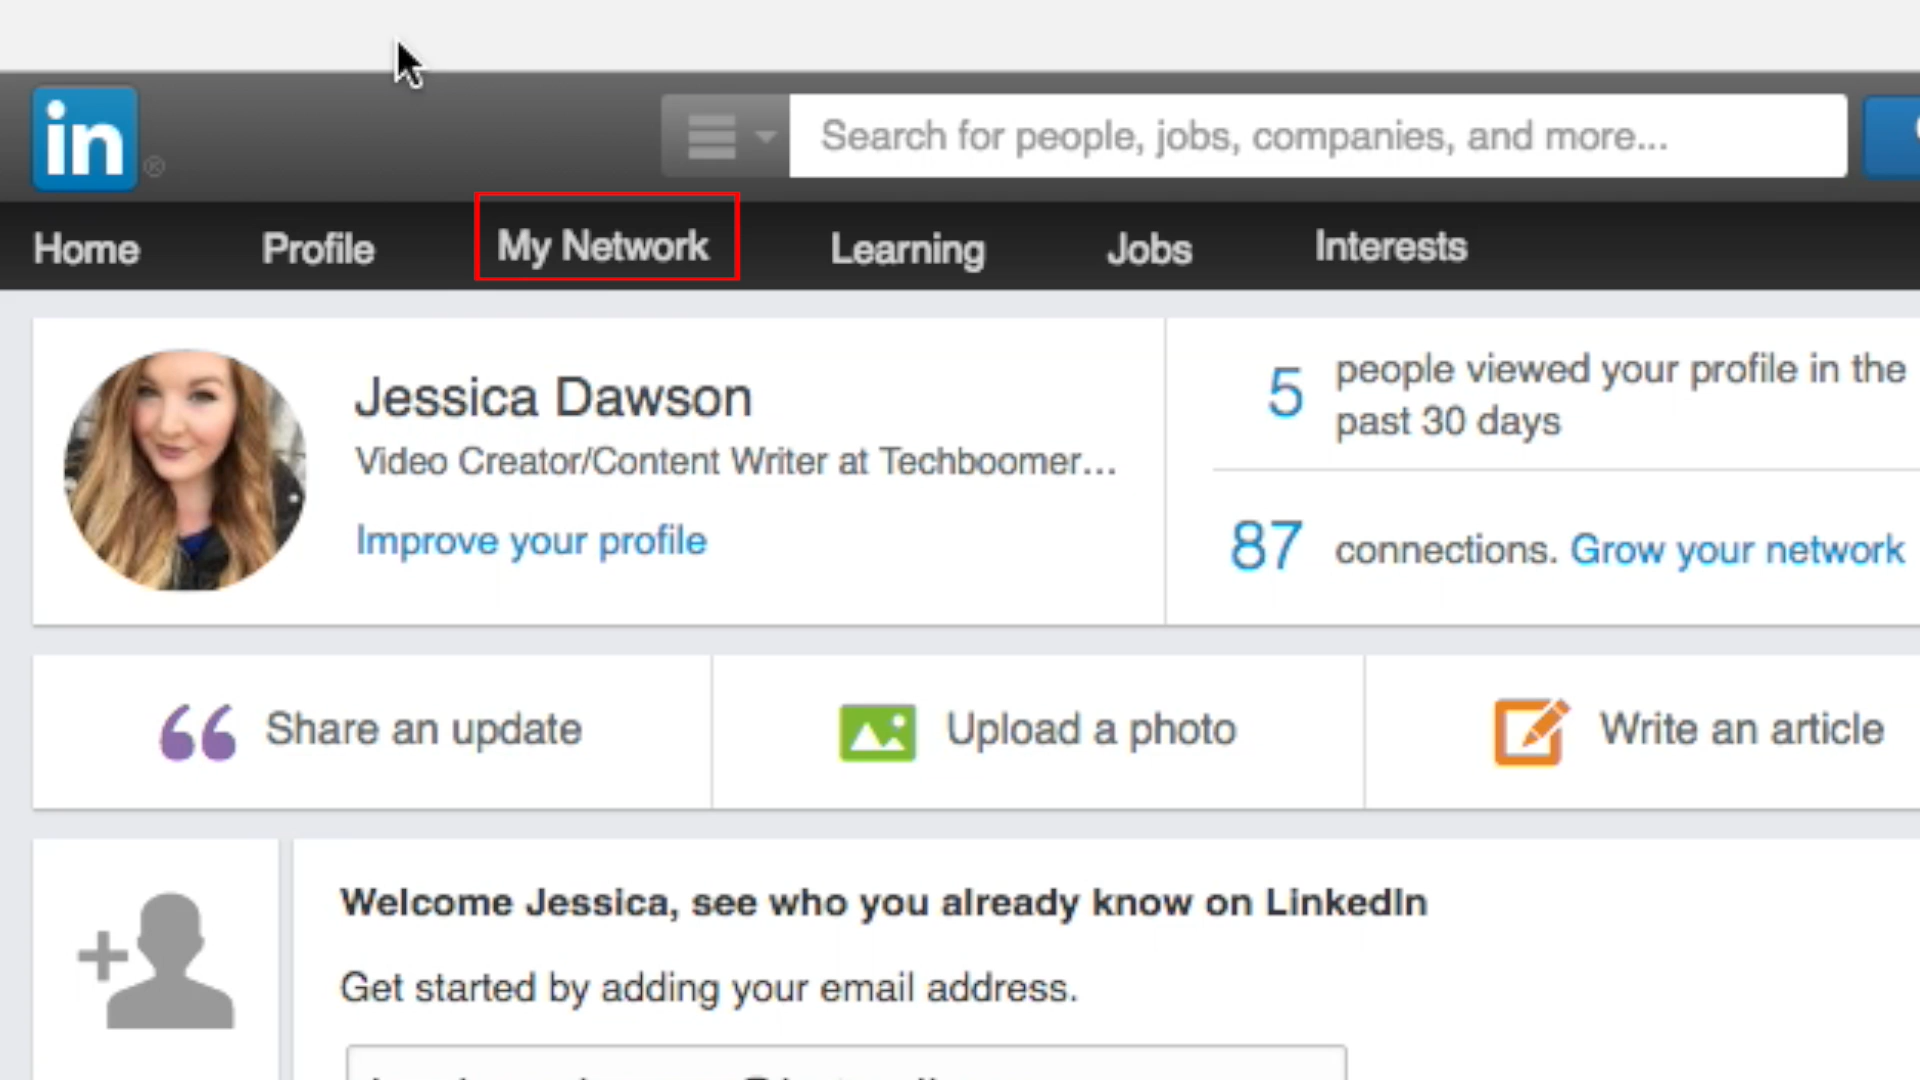 in ®
Search for people, jobs, companies, and more...
Home Profile My Network Learning Jobs Interests
Jessica Dawson
Video Creator/Content Writer at Techboomer...
Improve your profile
5 people viewed your profile in the
past 30 days
87 connections. Grow your network
Share an update
Upload a photo
Write an article
Welcome Jessica, see who you already know on LinkedIn
Get started by adding your email address.